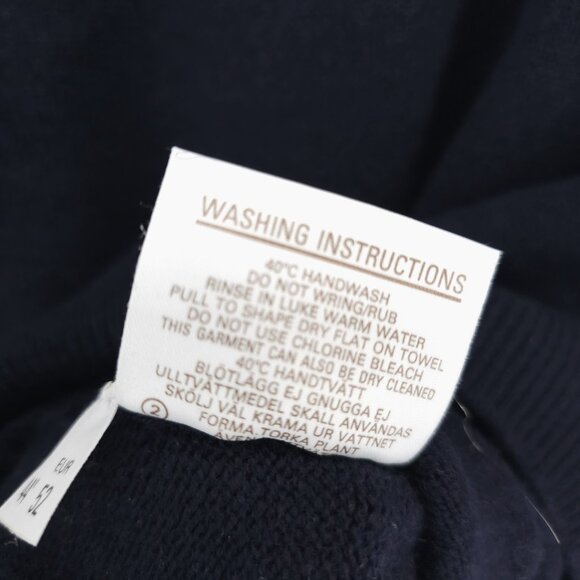 WASHING INSTRUCTIONS
40°C HANDWASH
DO NOT WRING/RUB
RINSE IN LUKE WARM WATER
PULL TO SHAPE DRY FLAT ON TOWEL
DO NOT USE CHLORINE BLEACH
THIS GARMENT CAN ALSO BE DRY CLEANED
40°C HANDTVÄTT
BLÖTLÄGG EJ GNUGGA EJ
ULLTVÄTTMEDEL SKALL ANVÄNDAS
SKÖLJ VÄL KRAMA UR VATTNET
2 FORMA TORKA PLANT
EUR
52